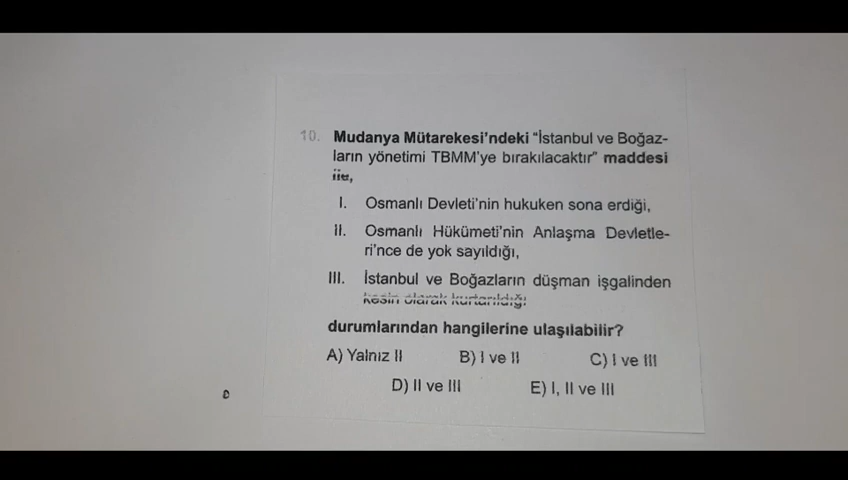 10. Mudanya Mütarekesi'ndeki "İstanbul ve Boğaz-
ların yönetimi TBMM'ye bırakılacaktır" maddesi
ile,
I. Osmanlı Devleti'nin hukuken sona erdiği,
II. Osmanlı Hükümeti'nin Anlaşma Devletle-
ri'nce de yok sayıldığı,
III. İstanbul ve Boğazların düşman işgalinden
kesin olarak kurtarıldığı
durumlarından hangilerine ulaşılabilir?
A) Yalnız II B) I ve II C) I ve III
D) II ve III E) I, II ve III